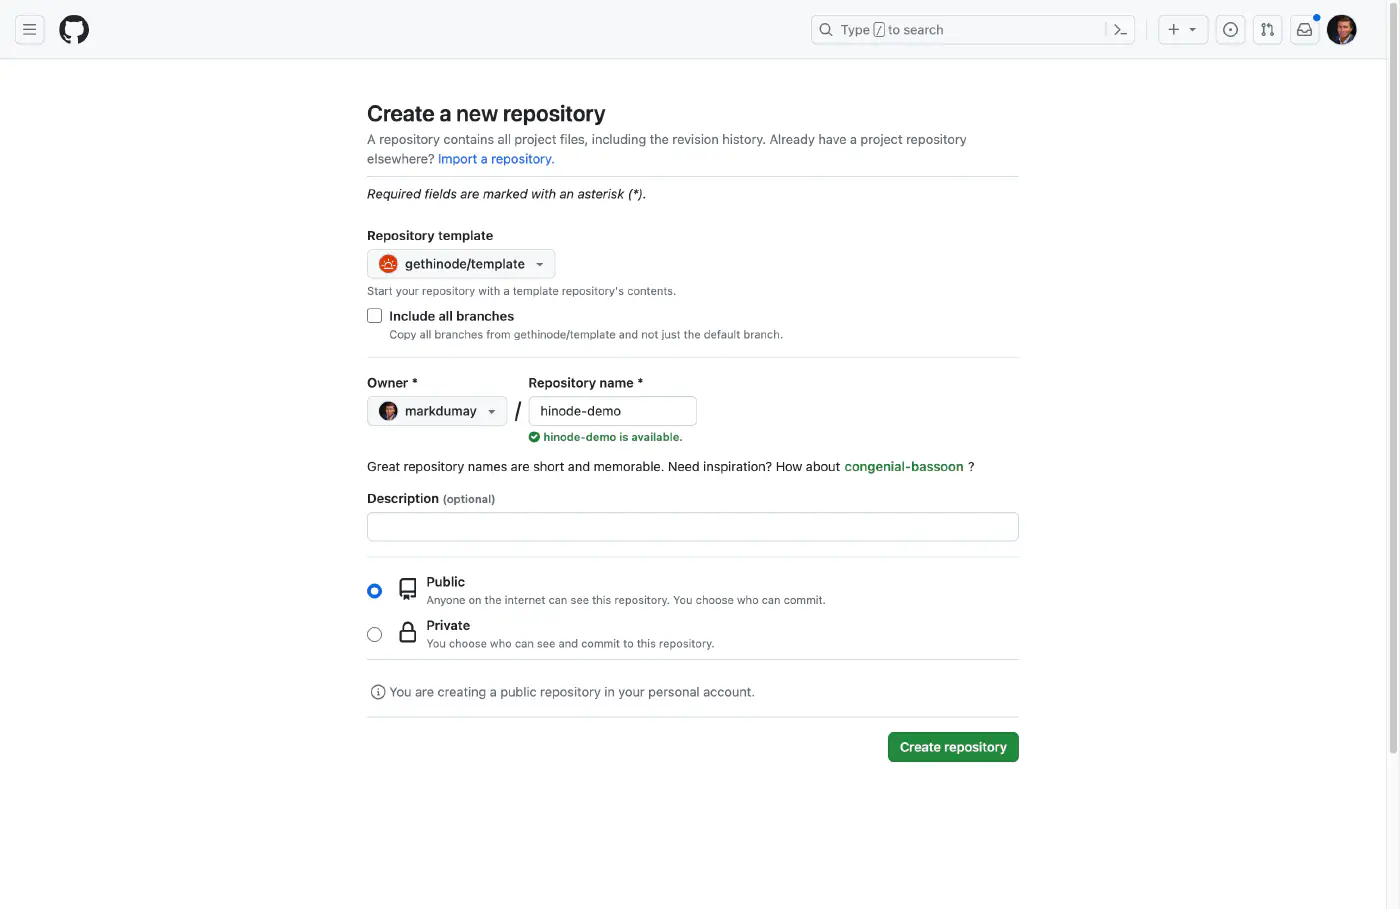 Type / to search
Create a new repository
A repository contains all project files, including the revision history. Already have a project repository
elsewhere? Import a repository.
Required fields are marked with an asterisk (*).
Repository template
gethinode/template
Start your repository with a template repository's contents.
Include all branches
Copy all branches from gethinode/template and not just the default branch.
Owner * Repository name *
markdumay / hinode-demo
hinode-demo is available.
Great repository names are short and memorable. Need inspiration? How about congenial-bassoon ?
Description (optional)
Public
Anyone on the internet can see this repository. You choose who can commit.
Private
You choose who can see and commit to this repository.
You are creating a public repository in your personal account.
Create repository